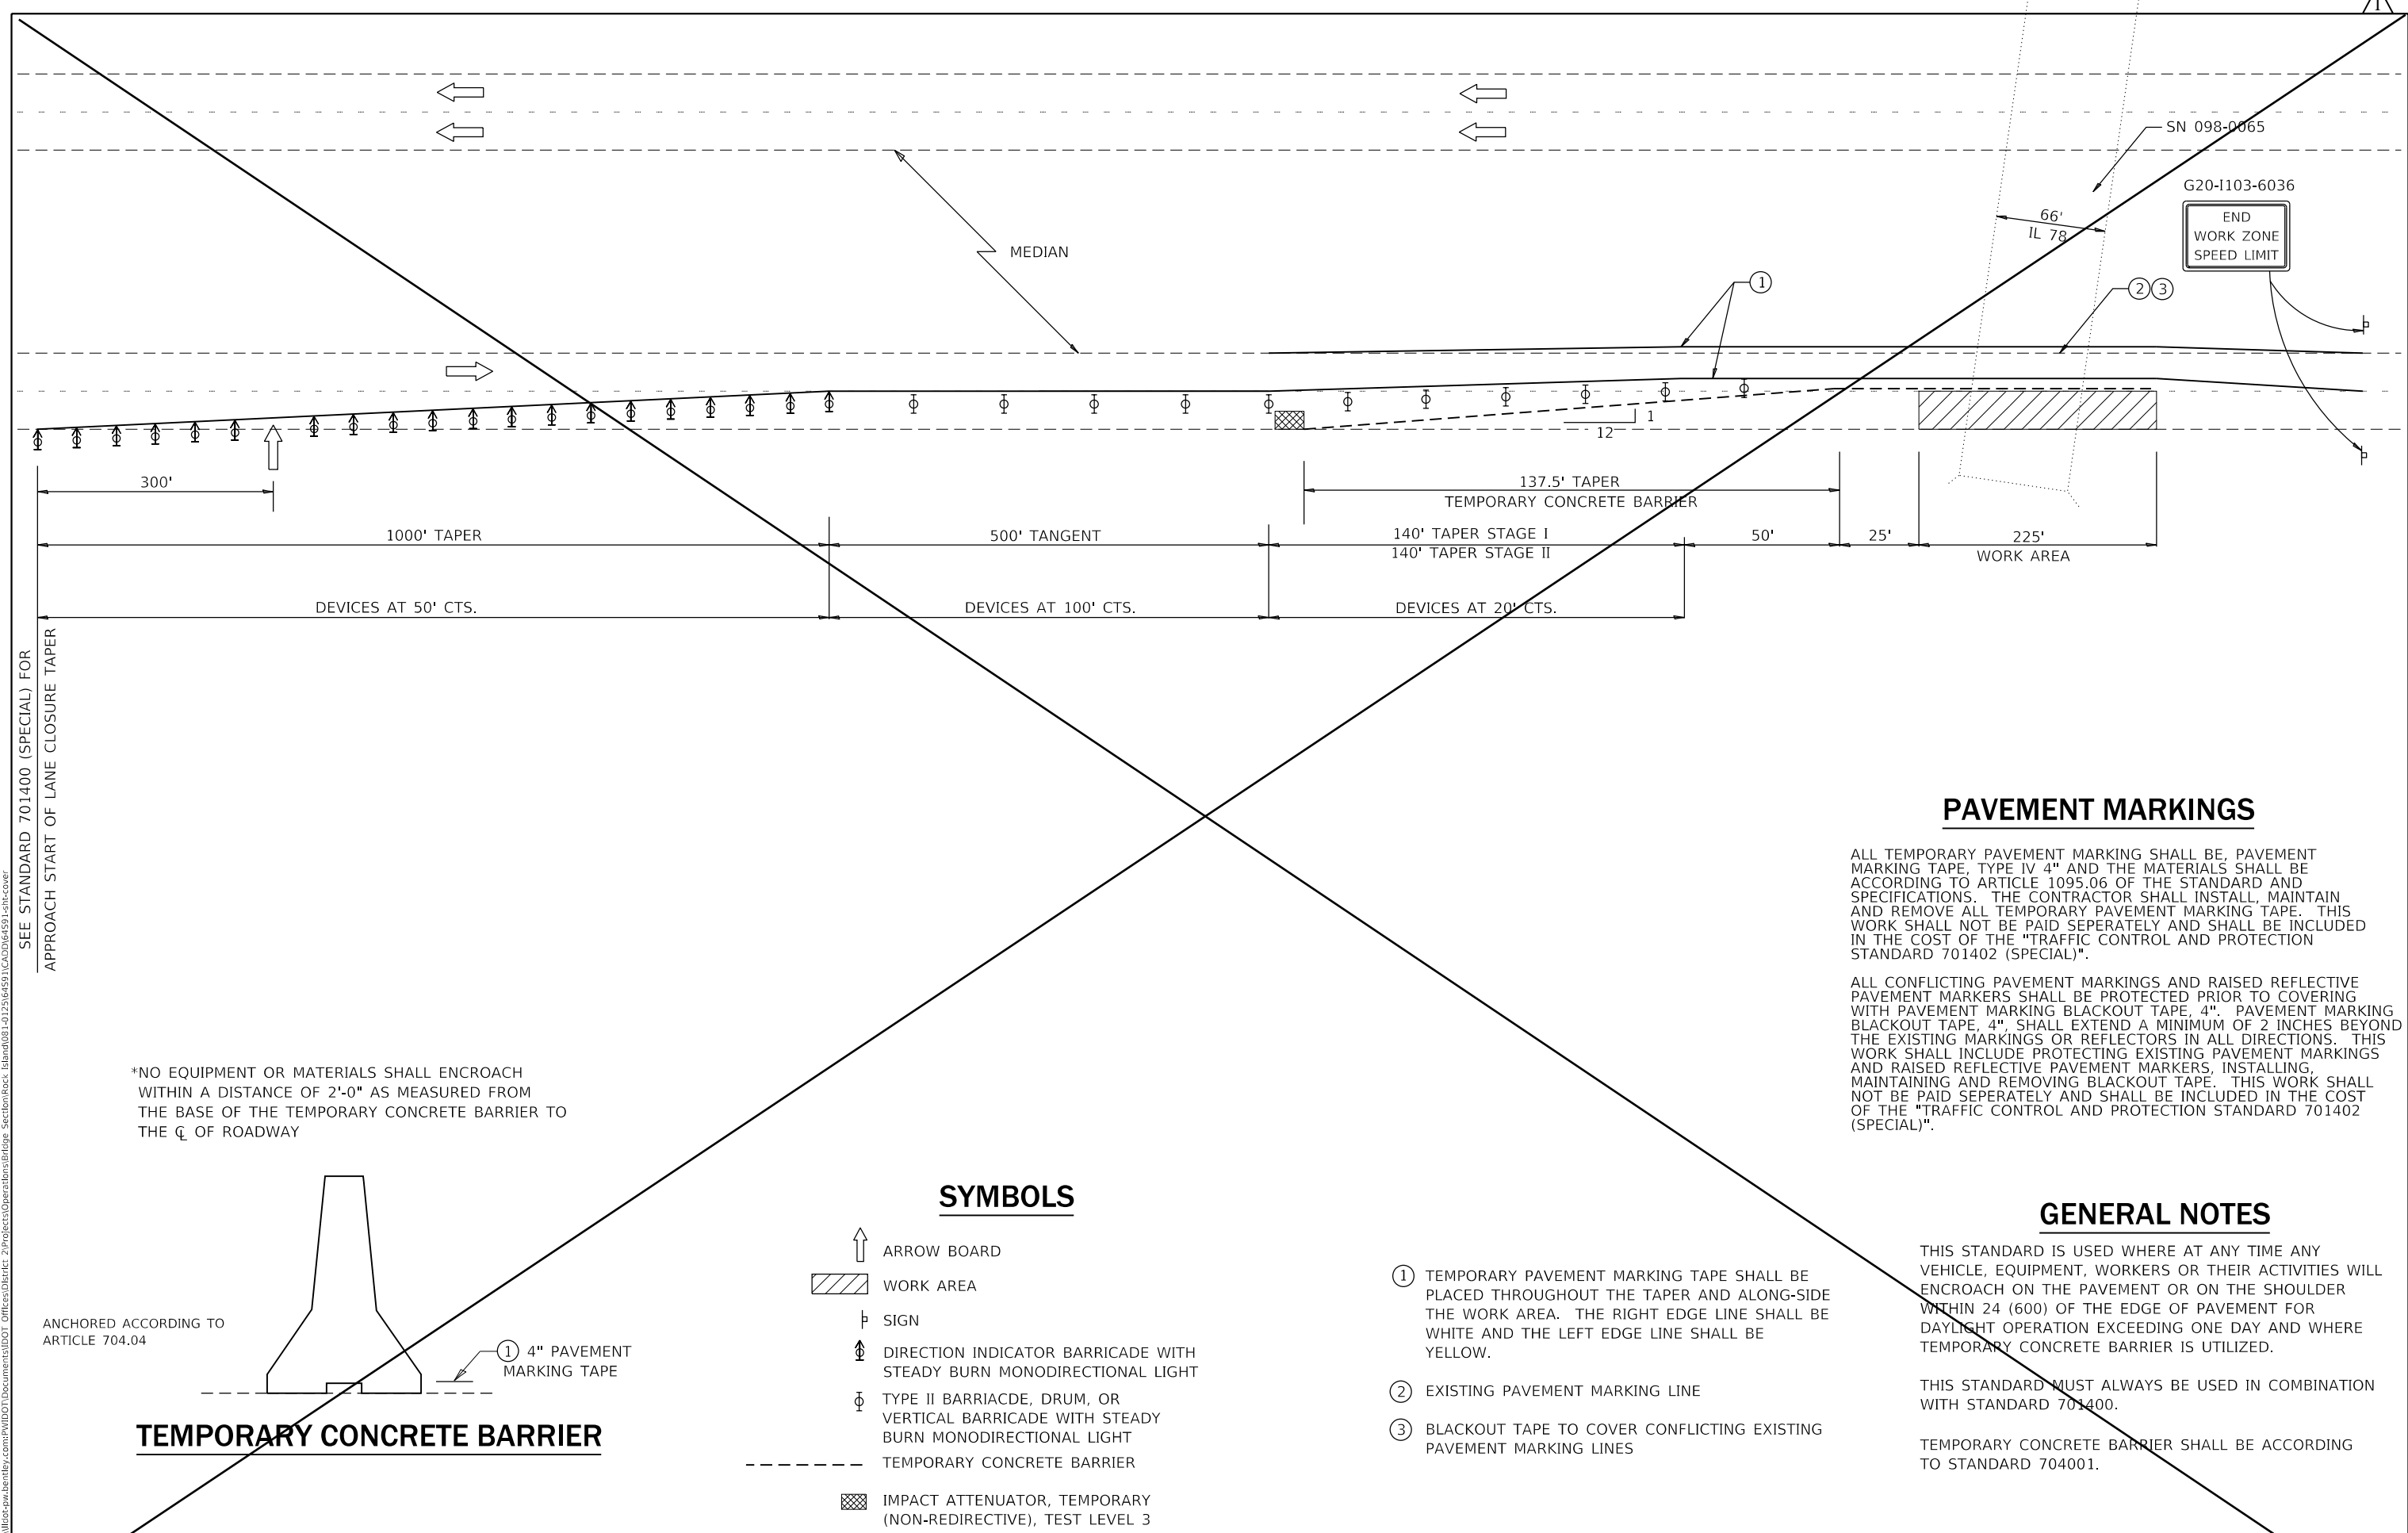 1
SN 098-0065
G20-I103-6036
END
WORK ZONE
SPEED LIMIT
66'
IL 78
MEDIAN
1
2 3
1
12
300'
137.5' TAPER
TEMPORARY CONCRETE BARRIER
1000' TAPER
500' TANGENT
140' TAPER STAGE I
140' TAPER STAGE II
50'
25'
225'
WORK AREA
DEVICES AT 50' CTS.
DEVICES AT 100' CTS.
DEVICES AT 20' CTS.
SEE STANDARD 701400 (SPECIAL) FOR
APPROACH START OF LANE CLOSURE TAPER
PAVEMENT MARKINGS
ALL TEMPORARY PAVEMENT MARKING SHALL BE, PAVEMENT
MARKING TAPE, TYPE IV 4" AND THE MATERIALS SHALL BE
ACCORDING TO ARTICLE 1095.06 OF THE STANDARD AND
SPECIFICATIONS. THE CONTRACTOR SHALL INSTALL, MAINTAIN
AND REMOVE ALL TEMPORARY PAVEMENT MARKING TAPE. THIS
WORK SHALL NOT BE PAID SEPERATELY AND SHALL BE INCLUDED
IN THE COST OF THE "TRAFFIC CONTROL AND PROTECTION
STANDARD 701402 (SPECIAL)".
ALL CONFLICTING PAVEMENT MARKINGS AND RAISED REFLECTIVE
PAVEMENT MARKERS SHALL BE PROTECTED PRIOR TO COVERING
WITH PAVEMENT MARKING BLACKOUT TAPE, 4". PAVEMENT MARKING
BLACKOUT TAPE, 4", SHALL EXTEND A MINIMUM OF 2 INCHES BEYOND
THE EXISTING MARKINGS OR REFLECTORS IN ALL DIRECTIONS. THIS
WORK SHALL INCLUDE PROTECTING EXISTING PAVEMENT MARKINGS
AND RAISED REFLECTIVE PAVEMENT MARKERS, INSTALLING,
MAINTAINING AND REMOVING BLACKOUT TAPE. THIS WORK SHALL
NOT BE PAID SEPERATELY AND SHALL BE INCLUDED IN THE COST
OF THE "TRAFFIC CONTROL AND PROTECTION STANDARD 701402
(SPECIAL)".
*NO EQUIPMENT OR MATERIALS SHALL ENCROACH
WITHIN A DISTANCE OF 2'-0" AS MEASURED FROM
THE BASE OF THE TEMPORARY CONCRETE BARRIER TO
THE ℄ OF ROADWAY
ANCHORED ACCORDING TO
ARTICLE 704.04
1 4" PAVEMENT
MARKING TAPE
TEMPORARY CONCRETE BARRIER
SYMBOLS
ARROW BOARD
WORK AREA
SIGN
DIRECTION INDICATOR BARRICADE WITH
STEADY BURN MONODIRECTIONAL LIGHT
TYPE II BARRIACDE, DRUM, OR
VERTICAL BARRICADE WITH STEADY
BURN MONODIRECTIONAL LIGHT
TEMPORARY CONCRETE BARRIER
IMPACT ATTENUATOR, TEMPORARY
(NON-REDIRECTIVE), TEST LEVEL 3
1 TEMPORARY PAVEMENT MARKING TAPE SHALL BE
PLACED THROUGHOUT THE TAPER AND ALONG-SIDE
THE WORK AREA. THE RIGHT EDGE LINE SHALL BE
WHITE AND THE LEFT EDGE LINE SHALL BE
YELLOW.
2 EXISTING PAVEMENT MARKING LINE
3 BLACKOUT TAPE TO COVER CONFLICTING EXISTING
PAVEMENT MARKING LINES
GENERAL NOTES
THIS STANDARD IS USED WHERE AT ANY TIME ANY
VEHICLE, EQUIPMENT, WORKERS OR THEIR ACTIVITIES WILL
ENCROACH ON THE PAVEMENT OR ON THE SHOULDER
WITHIN 24 (600) OF THE EDGE OF PAVEMENT FOR
DAYLIGHT OPERATION EXCEEDING ONE DAY AND WHERE
TEMPORARY CONCRETE BARRIER IS UTILIZED.
THIS STANDARD MUST ALWAYS BE USED IN COMBINATION
WITH STANDARD 701400.
TEMPORARY CONCRETE BARRIER SHALL BE ACCORDING
TO STANDARD 704001.